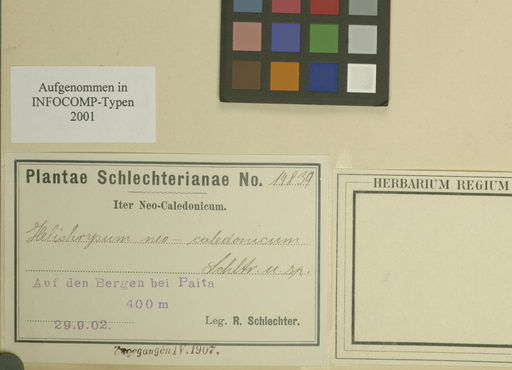 Aufgenommen in
INFOCOMP-Typen
2001
Plantae Schlechterianae No. 14839
Iter Neo-Caledonicum.
Helichrysum neo-caledonicum
Schltr. n. sp.
Auf den Bergen bei Paita
400 m
29.9.02.
Leg. R. Schlechter.
Zugegangen IV. 1907.
HERBARIUM REGIUM